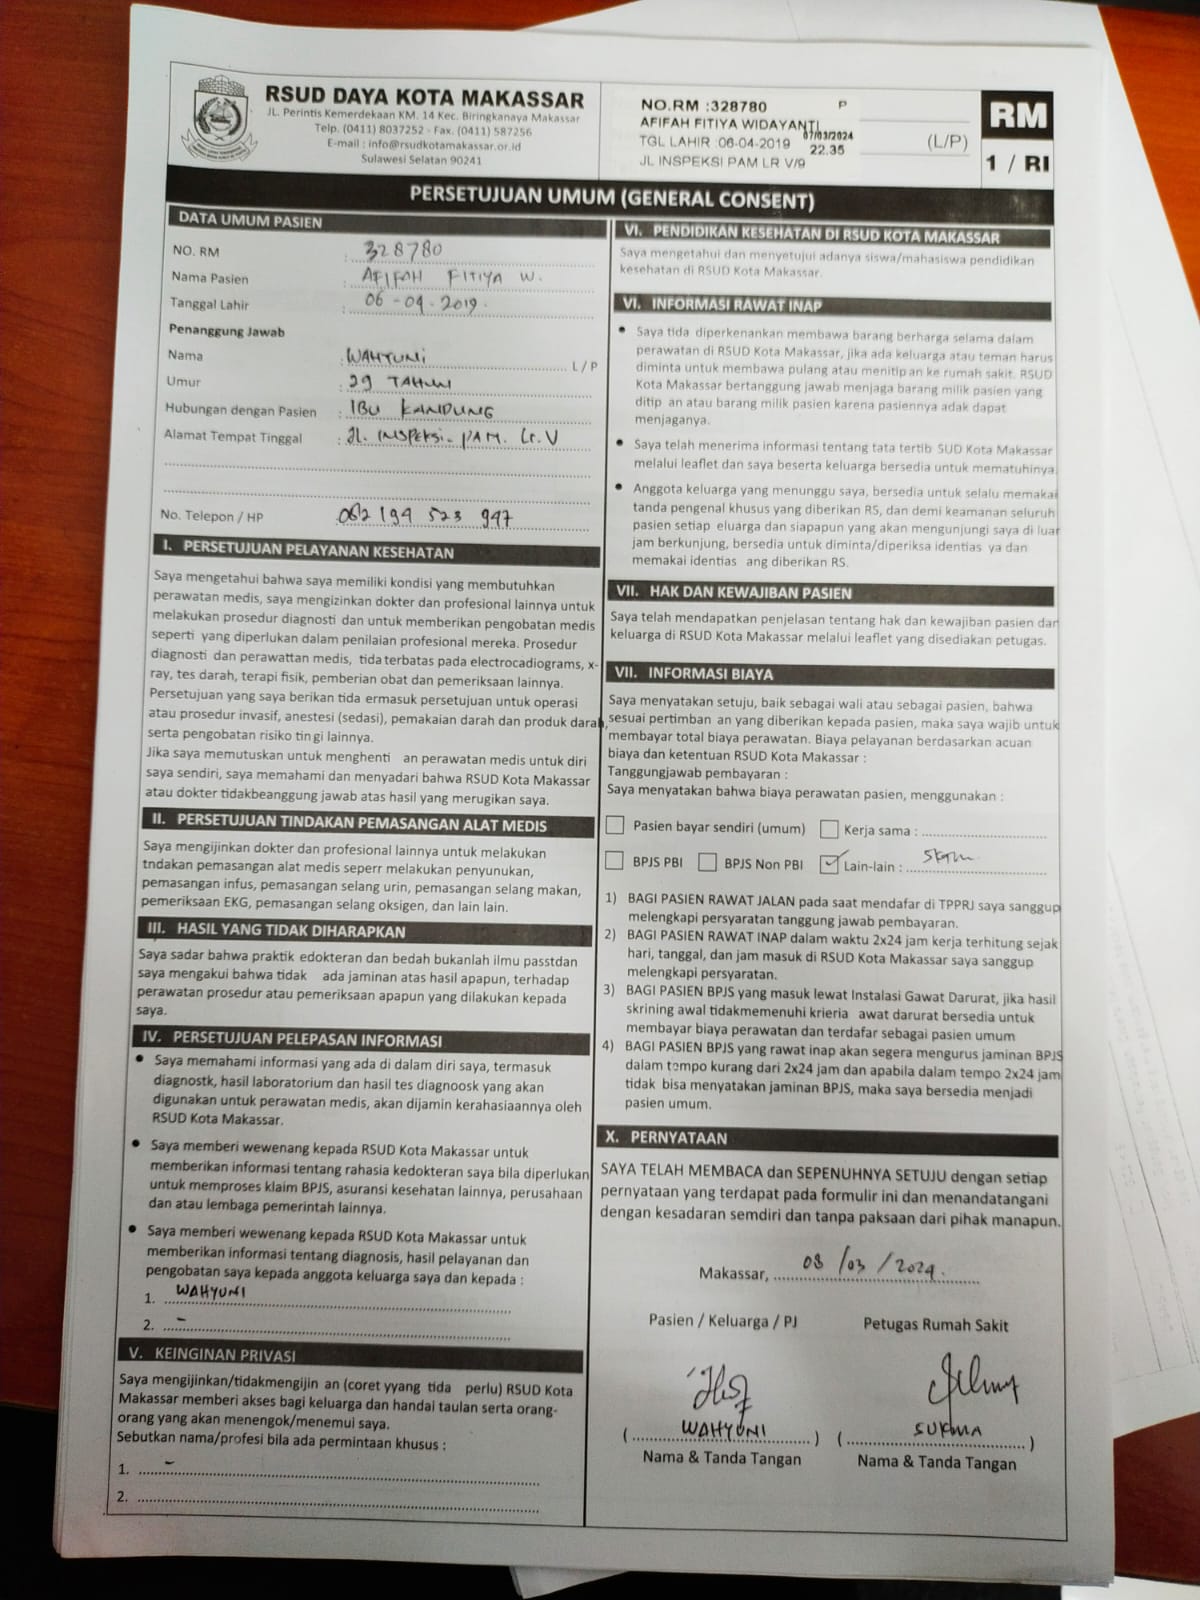 RSUD DAYA KOTA MAKASSAR
JL. Perintis Kemerdekaan KM. 14 Kec. Biringkanaya Makassar
Telp. (0411) 8037252 - Fax. (0411) 587256
E-mail : info@rsudkotamakassar.or.id
Sulawesi Selatan 90241
NO.RM :328780 P
AFIFAH FITIYA WIDAYANTI
07/03/2024
TGL LAHIR :06-04-2019 22.35
JL INSPEKSI PAM LR V/9
(L/P)
RM
1 / RI
PERSETUJUAN UMUM (GENERAL CONSENT)
DATA UMUM PASIEN
NO. RM : 328780
Nama Pasien : AFIFAH FITIYA W.
Tanggal Lahir : 06-04-2019.
Penanggung Jawab
Nama : WAHYUNI L / P
Umur : 29 TAHUN
Hubungan dengan Pasien : IBU KANDUNG
Alamat Tempat Tinggal : Jl. INSPEKSI PAM. Lr. V
No. Telepon / HP : 082 194 523 947
I. PERSETUJUAN PELAYANAN KESEHATAN
Saya mengetahui bahwa saya memiliki kondisi yang membutuhkan
perawatan medis, saya mengizinkan dokter dan profesional lainnya untuk
melakukan prosedur diagnosti dan untuk memberikan pengobatan medis
seperti yang diperlukan dalam penilaian profesional mereka. Prosedur
diagnosti dan perawattan medis, tida terbatas pada electrocadiograms, x-
ray, tes darah, terapi fisik, pemberian obat dan pemeriksaan lainnya.
Persetujuan yang saya berikan tida ermasuk persetujuan untuk operasi
atau prosedur invasif, anestesi (sedasi), pemakaian darah dan produk darah,
serta pengobatan risiko tin gi lainnya.
Jika saya memutuskan untuk menghenti an perawatan medis untuk diri
saya sendiri, saya memahami dan menyadari bahwa RSUD Kota Makassar
atau dokter tidakbeanggung jawab atas hasil yang merugikan saya.
II. PERSETUJUAN TINDAKAN PEMASANGAN ALAT MEDIS
Saya mengijinkan dokter dan profesional lainnya untuk melakukan
tndakan pemasangan alat medis seperr melakukan penyunukan,
pemasangan infus, pemasangan selang urin, pemasangan selang makan,
pemeriksaan EKG, pemasangan selang oksigen, dan lain lain.
III. HASIL YANG TIDAK DIHARAPKAN
Saya sadar bahwa praktik edokteran dan bedah bukanlah ilmu passtdan
saya mengakui bahwa tidak ada jaminan atas hasil apapun, terhadap
perawatan prosedur atau pemeriksaan apapun yang dilakukan kepada
saya.
IV. PERSETUJUAN PELEPASAN INFORMASI
• Saya memahami informasi yang ada di dalam diri saya, termasuk
diagnostk, hasil laboratorium dan hasil tes diagnoosk yang akan
digunakan untuk perawatan medis, akan dijamin kerahasiaannya oleh
RSUD Kota Makassar.
• Saya memberi wewenang kepada RSUD Kota Makassar untuk
memberikan informasi tentang rahasia kedokteran saya bila diperlukan
untuk memproses klaim BPJS, asuransi kesehatan lainnya, perusahaan
dan atau lembaga pemerintah lainnya.
• Saya memberi wewenang kepada RSUD Kota Makassar untuk
memberikan informasi tentang diagnosis, hasil pelayanan dan
pengobatan saya kepada anggota keluarga saya dan kepada :
1. WAHYUNI
2. -
V. KEINGINAN PRIVASI
Saya mengijinkan/tidakmengijin an (coret yyang tida perlu) RSUD Kota
Makassar memberi akses bagi keluarga dan handai taulan serta orang-
orang yang akan menengok/menemui saya.
Sebutkan nama/profesi bila ada permintaan khusus :
1. -
2.
VI. PENDIDIKAN KESEHATAN DI RSUD KOTA MAKASSAR
Saya mengetahui dan menyetujui adanya siswa/mahasiswa pendidikan
kesehatan di RSUD Kota Makassar.
VI. INFORMASI RAWAT INAP
• Saya tida diperkenankan membawa barang berharga selama dalam
perawatan di RSUD Kota Makassar, jika ada keluarga atau teman harus
diminta untuk membawa pulang atau menitip an ke rumah sakit. RSUD
Kota Makassar bertanggung jawab menjaga barang milik pasien yang
ditip an atau barang milik pasien karena pasiennya adak dapat
menjaganya.
• Saya telah menerima informasi tentang tata tertib SUD Kota Makassar
melalui leaflet dan saya beserta keluarga bersedia untuk mematuhinya.
• Anggota keluarga yang menunggu saya, bersedia untuk selalu memakai
tanda pengenal khusus yang diberikan RS, dan demi keamanan seluruh
pasien setiap eluarga dan siapapun yang akan mengunjungi saya di luar
jam berkunjung, bersedia untuk diminta/diperiksa identias ya dan
memakai identias ang diberikan RS.
VII. HAK DAN KEWAJIBAN PASIEN
Saya telah mendapatkan penjelasan tentang hak dan kewajiban pasien dan
keluarga di RSUD Kota Makassar melalui leaflet yang disediakan petugas.
VII. INFORMASI BIAYA
Saya menyatakan setuju, baik sebagai wali atau sebagai pasien, bahwa
sesuai pertimban an yang diberikan kepada pasien, maka saya wajib untuk
membayar total biaya perawatan. Biaya pelayanan berdasarkan acuan
biaya dan ketentuan RSUD Kota Makassar :
Tanggungjawab pembayaran :
Saya menyatakan bahwa biaya perawatan pasien, menggunakan :
Pasien bayar sendiri (umum) Kerja sama :
BPJS PBI BPJS Non PBI ✓ Lain-lain : SKTM
1) BAGI PASIEN RAWAT JALAN pada saat mendafar di TPPRJ saya sanggup
melengkapi persyaratan tanggung jawab pembayaran.
2) BAGI PASIEN RAWAT INAP dalam waktu 2x24 jam kerja terhitung sejak
hari, tanggal, dan jam masuk di RSUD Kota Makassar saya sanggup
melengkapi persyaratan.
3) BAGI PASIEN BPJS yang masuk lewat Instalasi Gawat Darurat, jika hasil
skrining awal tidakmemenuhi krieria awat darurat bersedia untuk
membayar biaya perawatan dan terdafar sebagai pasien umum
4) BAGI PASIEN BPJS yang rawat inap akan segera mengurus jaminan BPJS
dalam tempo kurang dari 2x24 jam dan apabila dalam tempo 2x24 jam
tidak bisa menyatakan jaminan BPJS, maka saya bersedia menjadi
pasien umum.
X. PERNYATAAN
SAYA TELAH MEMBACA dan SEPENUHNYA SETUJU dengan setiap
pernyataan yang terdapat pada formulir ini dan menandatangani
dengan kesadaran semdiri dan tanpa paksaan dari pihak manapun.
Makassar, 08 /03 /2024.
Pasien / Keluarga / PJ Petugas Rumah Sakit
( WAHYUNI ) ( SUKMA )
Nama & Tanda Tangan Nama & Tanda Tangan